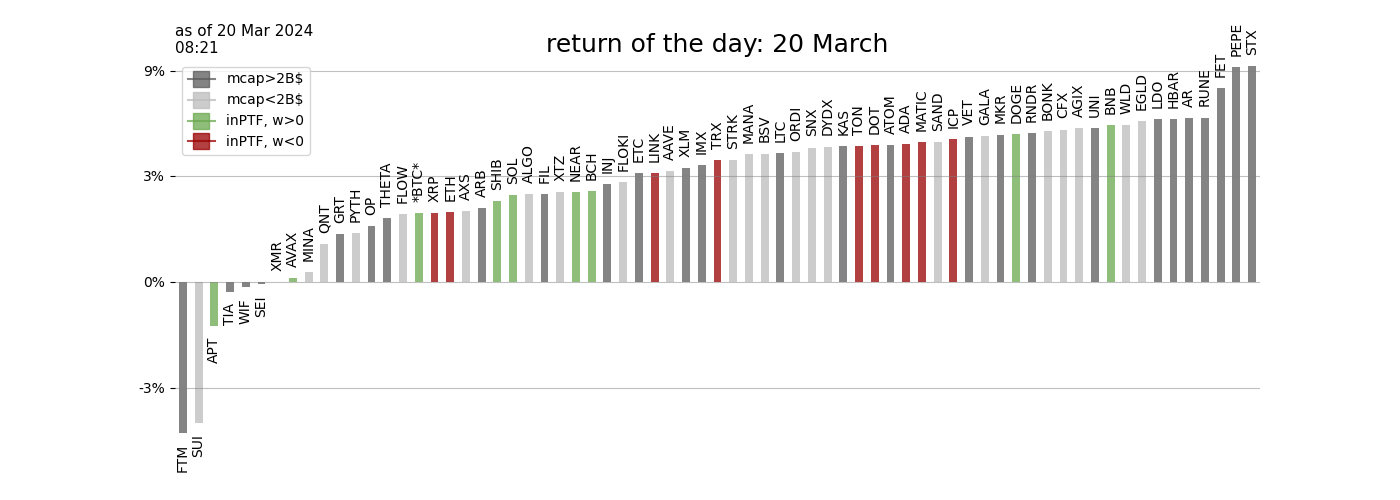 as of 20 Mar 2024
08:21
return of the day: 20 March
mcap>2B$
mcap<2B$
inPTF, w>0
inPTF, w<0
9%
3%
0%
-3%
FTM
SUI
APT
TIA
WIF
SEI
XMR
AVAX
MINA
QNT
GRT
PYTH
OP
THETA
FLOW
*BTC*
XRP
ETH
AXS
ARB
SHIB
SOL
ALGO
FIL
XTZ
NEAR
BCH
INJ
FLOKI
ETC
LINK
AAVE
XLM
IMX
TRX
STRK
MANA
BSV
LTC
ORDI
SNX
DYDX
KAS
TON
DOT
ATOM
ADA
MATIC
SAND
ICP
VET
GALA
MKR
DOGE
RNDR
BONK
CFX
AGIX
UNI
BNB
WLD
EGLD
LDO
HBAR
AR
RUNE
FET
PEPE
STX